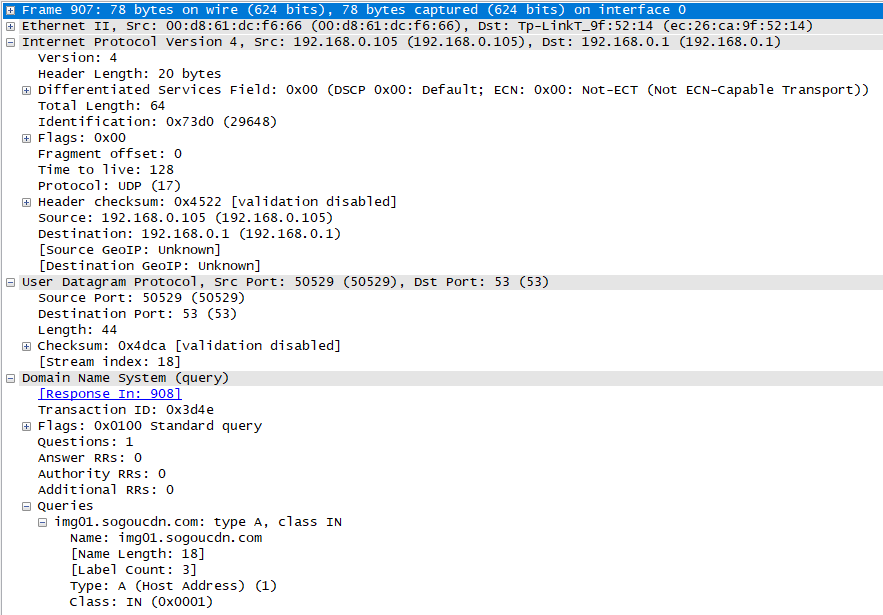 Frame 907: 78 bytes on wire (624 bits), 78 bytes captured (624 bits) on interface 0
Ethernet II, Src: 00:d8:61:dc:f6:66 (00:d8:61:dc:f6:66), Dst: Tp-LinkT_9f:52:14 (ec:26:ca:9f:52:14)
Internet Protocol Version 4, Src: 192.168.0.105 (192.168.0.105), Dst: 192.168.0.1 (192.168.0.1)
Version: 4
Header Length: 20 bytes
Differentiated Services Field: 0x00 (DSCP 0x00: Default; ECN: 0x00: Not-ECT (Not ECN-Capable Transport))
Total Length: 64
Identification: 0x73d0 (29648)
Flags: 0x00
Fragment offset: 0
Time to live: 128
Protocol: UDP (17)
Header checksum: 0x4522 [validation disabled]
Source: 192.168.0.105 (192.168.0.105)
Destination: 192.168.0.1 (192.168.0.1)
[Source GeoIP: Unknown]
[Destination GeoIP: Unknown]
User Datagram Protocol, Src Port: 50529 (50529), Dst Port: 53 (53)
Source Port: 50529 (50529)
Destination Port: 53 (53)
Length: 44
Checksum: 0x4dca [validation disabled]
[Stream index: 18]
Domain Name System (query)
[Response In: 908]
Transaction ID: 0x3d4e
Flags: 0x0100 Standard query
Questions: 1
Answer RRs: 0
Authority RRs: 0
Additional RRs: 0
Queries
img01.sogoucdn.com: type A, class IN
Name: img01.sogoucdn.com
[Name Length: 18]
[Label Count: 3]
Type: A (Host Address) (1)
Class: IN (0x0001)